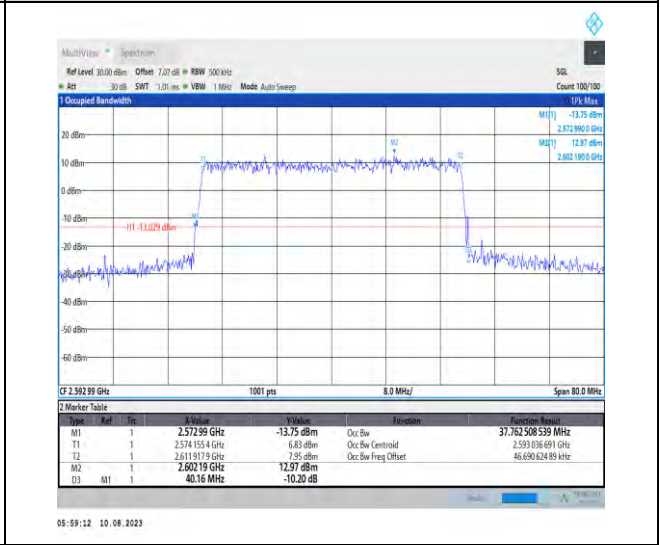 MultiView Spectrum
Ref Level 30.00 dBm Offset 7.07 dB RBW 500 kHz SGL
Att 30 dB SWT 1.01 ms VBW 1 MHz Mode Auto Sweep Count 100/100
1 Occupied Bandwidth 1Pk Max
M1[1] -13.75 dBm
2.572 990 0 GHz
M2[1] 12.97 dBm
2.602 190 0 GHz
20 dBm
M2
T1
T2
10 dBm
0 dBm
-10 dBm
M1
H1 -13.029 dBm
-20 dBm
-30 dBm
-40 dBm
-50 dBm
-60 dBm
CF 2.592 99 GHz 1001 pts 8.0 MHz/ Span 80.0 MHz
2 Marker Table
Type Ref Trc X-Value Y-Value Function Function Result
M1 1 2.572 99 GHz -13.75 dBm Occ Bw 37.762 508 539 MHz
T1 1 2.574 155 4 GHz 6.83 dBm Occ Bw Centroid 2.593 036 691 GHz
T2 1 2.611 917 9 GHz 7.95 dBm Occ Bw Freq Offset 46.690 624 89 kHz
M2 1 2.602 19 GHz 12.97 dBm
D3 M1 1 40.16 MHz -10.20 dB
05:59:12 10.08.2023